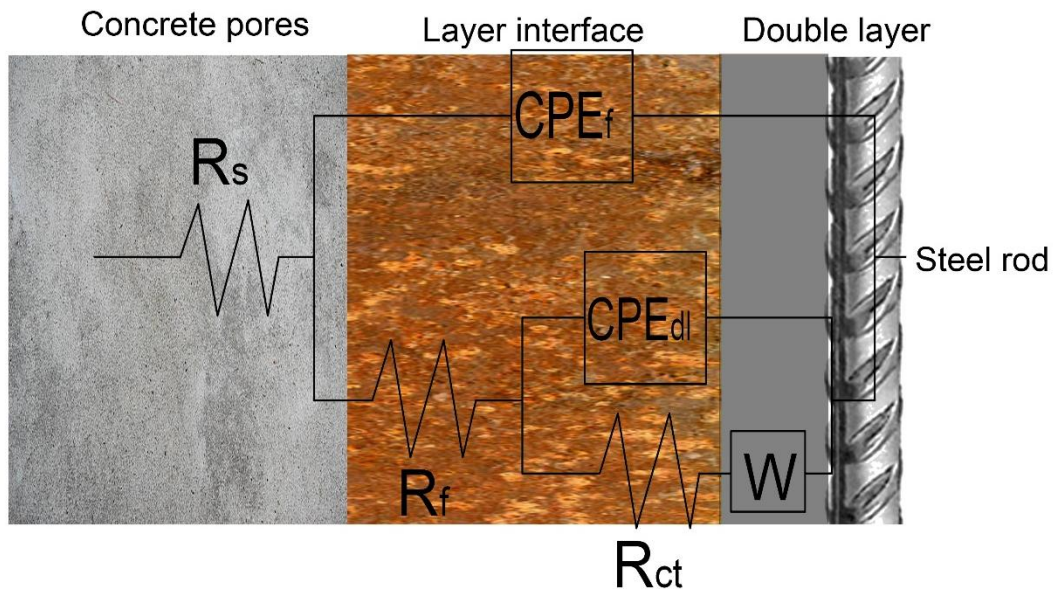 Concrete pores
Layer interface
Double layer
CPEf
Rs
CPEdl
Steel rod
Rf
W
Rct